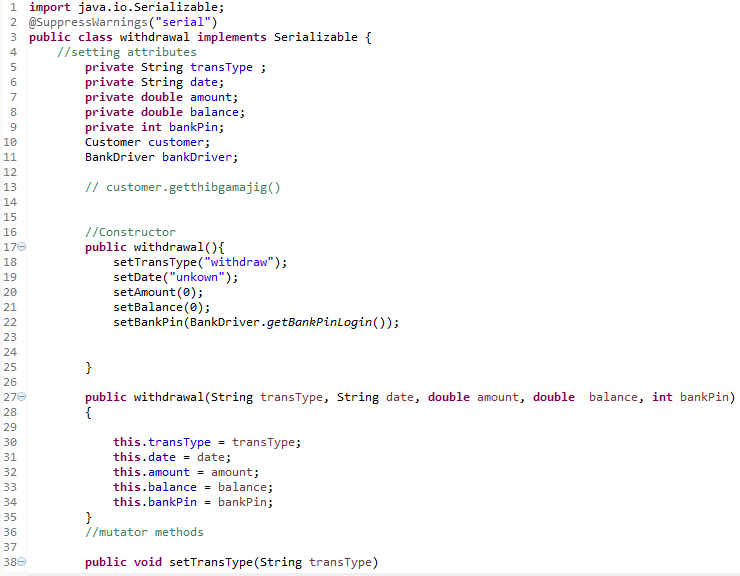 1 import java.io.Serializable;
2 @SuppressWarnings("serial")
3 public class withdrawal implements Serializable {
4 //setting attributes
5 private String transType ;
6 private String date;
7 private double amount;
8 private double balance;
9 private int bankPin;
10 Customer customer;
11 BankDriver bankDriver;
12
13 // customer.getthibgamajig()
14
15
16 //Constructor
17 public withdrawal(){
18 setTransType("withdraw");
19 setDate("unkown");
20 setAmount(0);
21 setBalance(0);
22 setBankPin(BankDriver.getBankPinLogin());
23
24
25 }
26
27 public withdrawal(String transType, String date, double amount, double  balance, int bankPin)
28 {
29
30 this.transType = transType;
31 this.date = date;
32 this.amount = amount;
33 this.balance = balance;
34 this.bankPin = bankPin;
35 }
36 //mutator methods
37
38 public void setTransType(String transType)